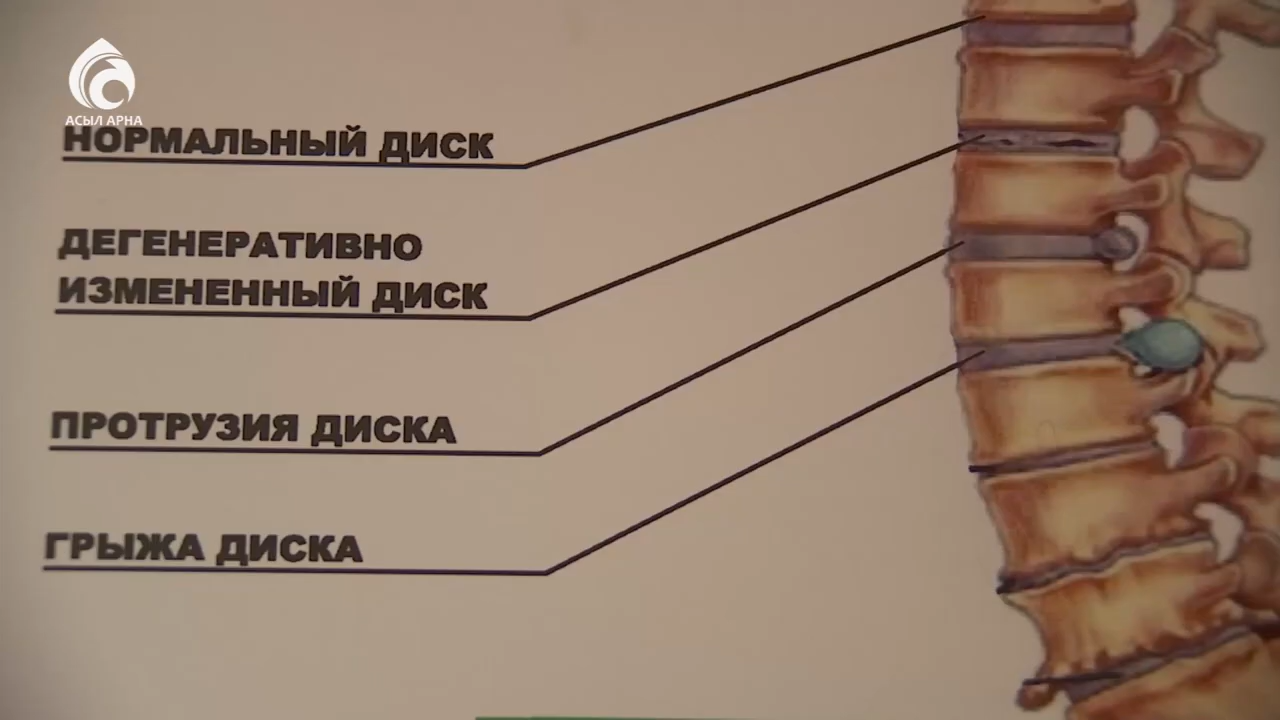 АСЫЛ АРНА
НОРМАЛЬНЫЙ ДИСК
ДЕГЕНЕРАТИВНО
ИЗМЕНЕННЫЙ ДИСК
ПРОТРУЗИЯ ДИСКА
ГРЫЖА ДИСКА